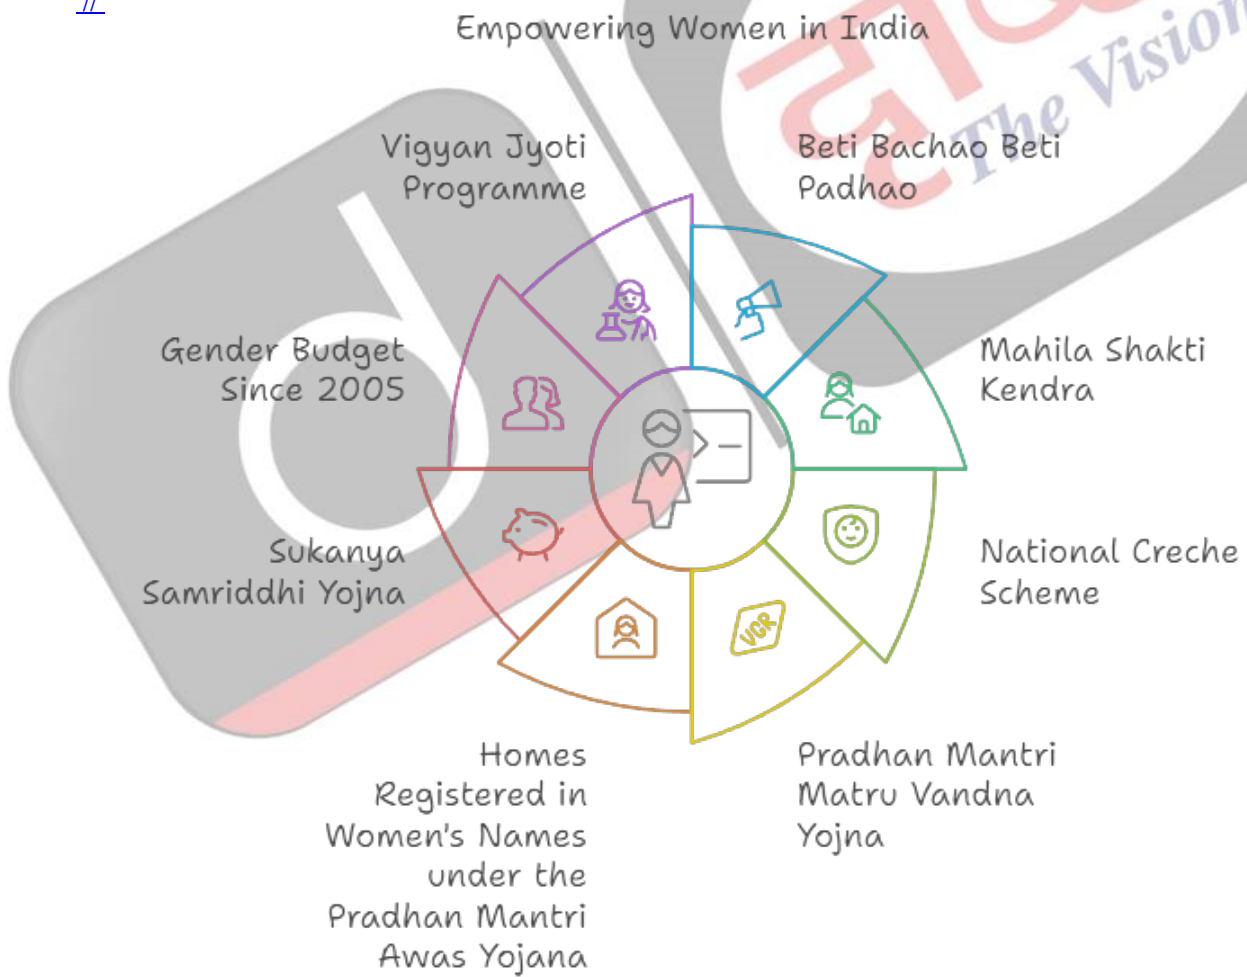 //
Empowering Women in India
The Vision
Vigyan Jyoti
Programme
Beti Bachao Beti
Padhao
Gender Budget
Since 2005
Mahila Shakti
Kendra
Sukanya
Samriddhi Yojna
National Creche
Scheme
VCR
Homes
Registered in
Women's Names
under the
Pradhan Mantri
Awas Yojana
Pradhan Mantri
Matru Vandna
Yojna